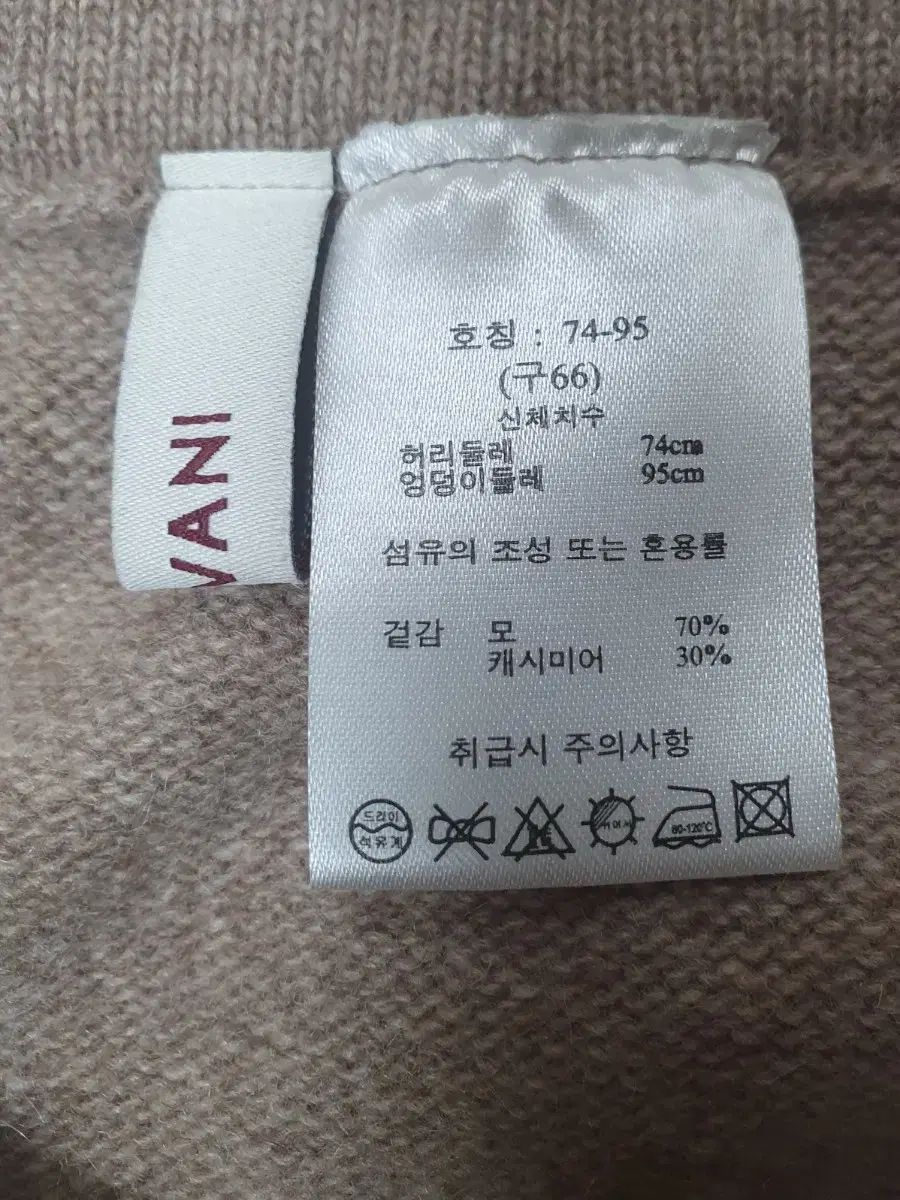 VANI
호칭 : 74-95
(구66)
신체치수
허리둘레 74cm
엉덩이둘레 95cm
섬유의 조성 또는 혼용률
겉감 모 70%
캐시미어 30%
취급시 주의사항
드라이
석유계
뉘어서
80-120℃